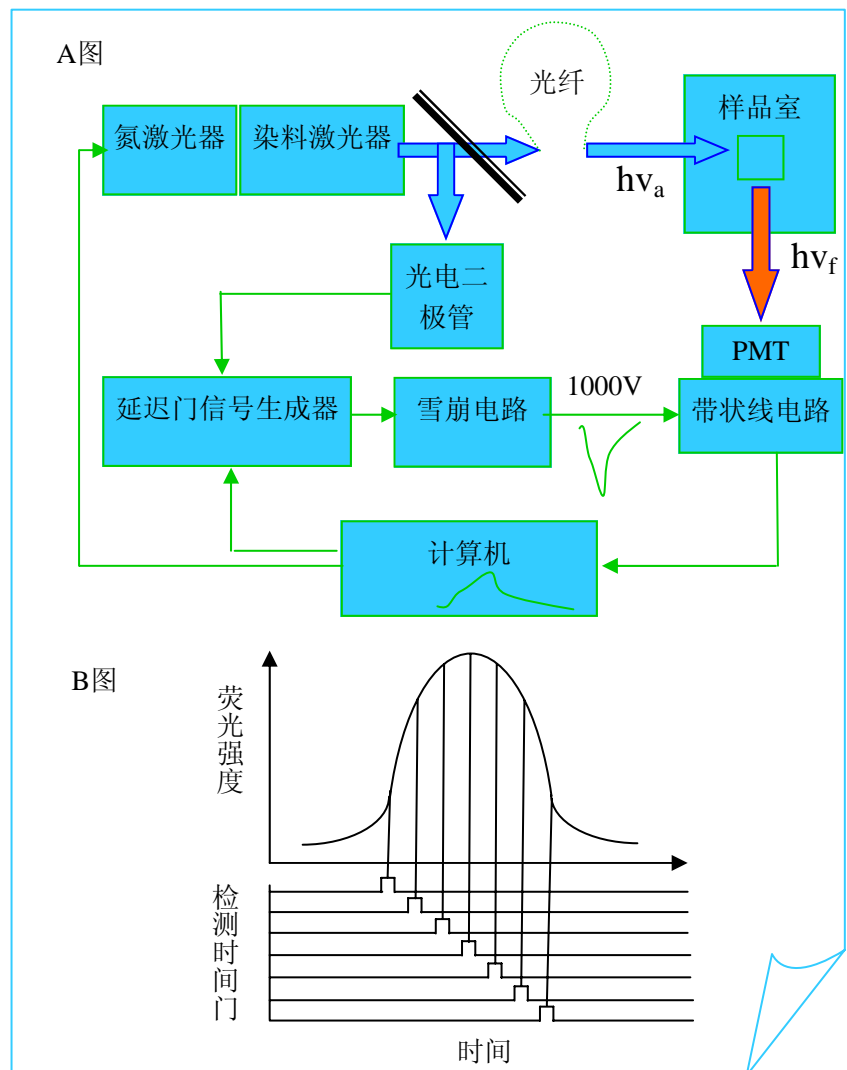 A图
光纤
样品室
氮激光器
染料激光器
hνa
hνf
光电二
极管
PMT
1000V
延迟门信号生成器
雪崩电路
带状线电路
计算机
B图
荧光强度
检测时间门
时间